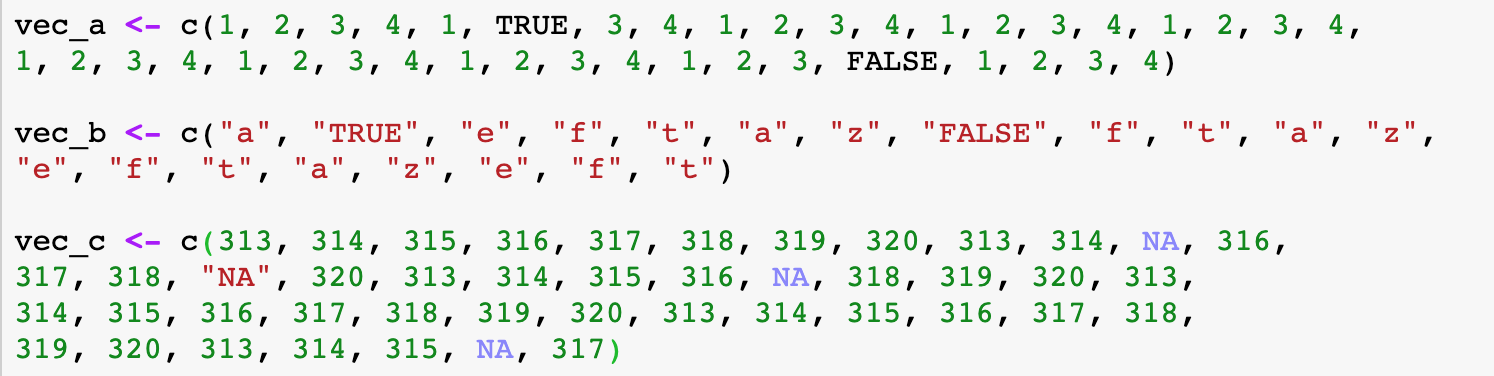 vec_a <- c(1, 2, 3, 4, 1, TRUE, 3, 4, 1, 2, 3, 4, 1, 2, 3, 4, 1, 2, 3, 4,
1, 2, 3, 4, 1, 2, 3, 4, 1, 2, 3, 4, 1, 2, 3, FALSE, 1, 2, 3, 4)
vec_b <- c("a", "TRUE", "e", "f", "t", "a", "z", "FALSE", "f", "t", "a", "z",
"e", "f", "t", "a", "z", "e", "f", "t")
vec_c <- c(313, 314, 315, 316, 317, 318, 319, 320, 313, 314, NA, 316,
317, 318, "NA", 320, 313, 314, 315, 316, NA, 318, 319, 320, 313,
314, 315, 316, 317, 318, 319, 320, 313, 314, 315, 316, 317, 318,
319, 320, 313, 314, 315, NA, 317)